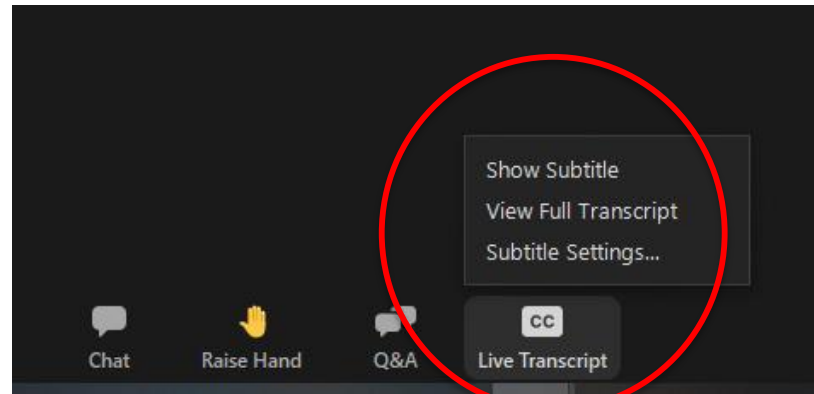 Show Subtitle
View Full Transcript
Subtitle Settings...
CC
Chat Raise Hand Q&A Live Transcript